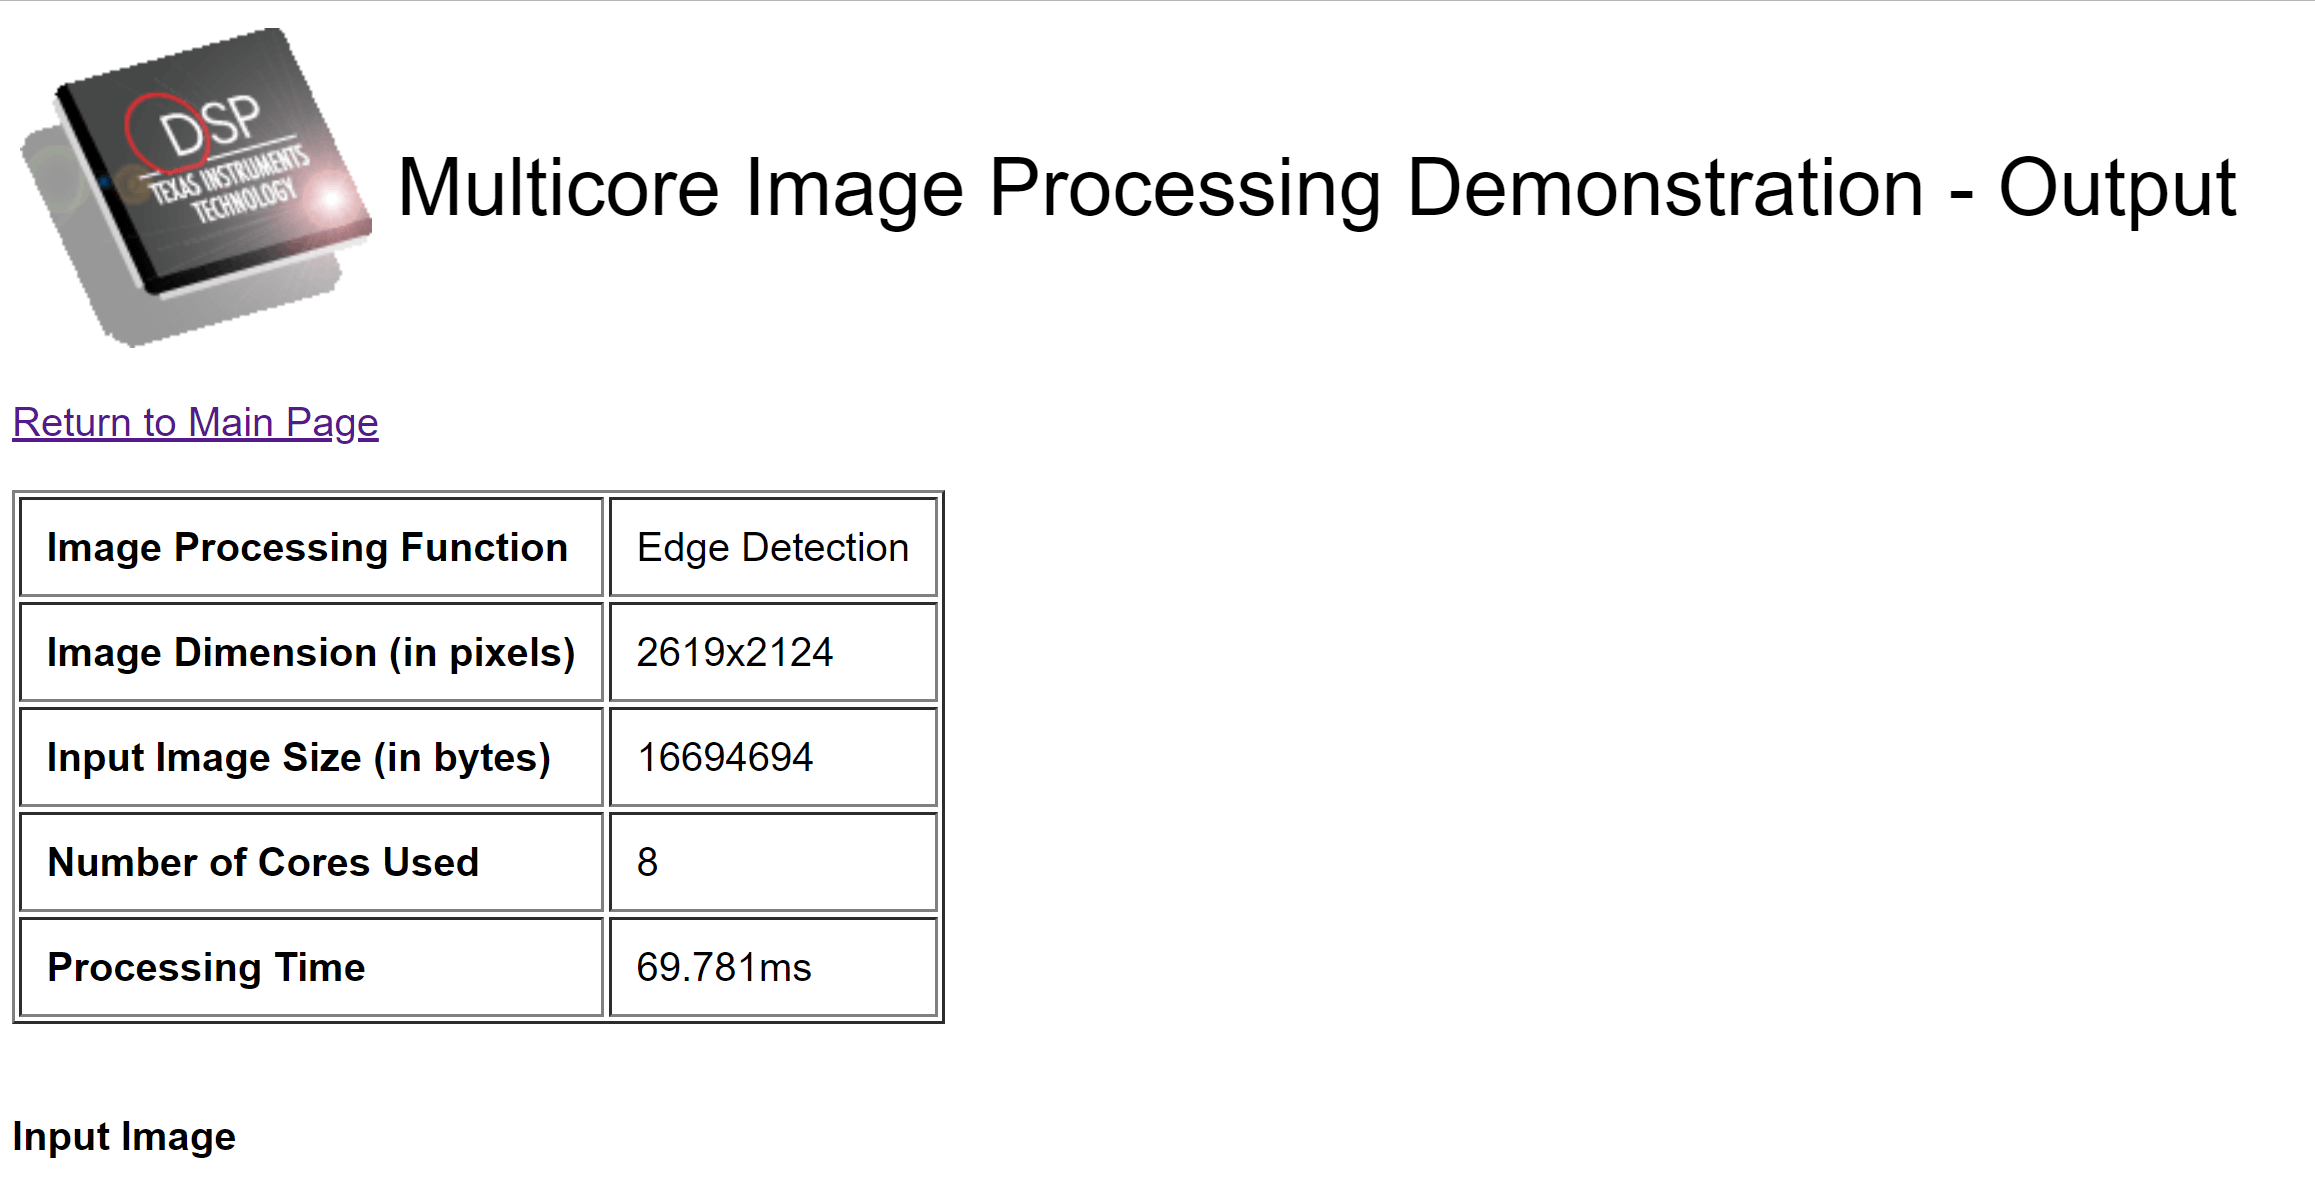 DSP
TEXAS INSTRUMENTS
TECHNOLOGY
Multicore Image Processing Demonstration - Output
Return to Main Page
Image Processing Function Edge Detection
Image Dimension (in pixels) 2619x2124
Input Image Size (in bytes) 16694694
Number of Cores Used 8
Processing Time 69.781ms
Input Image